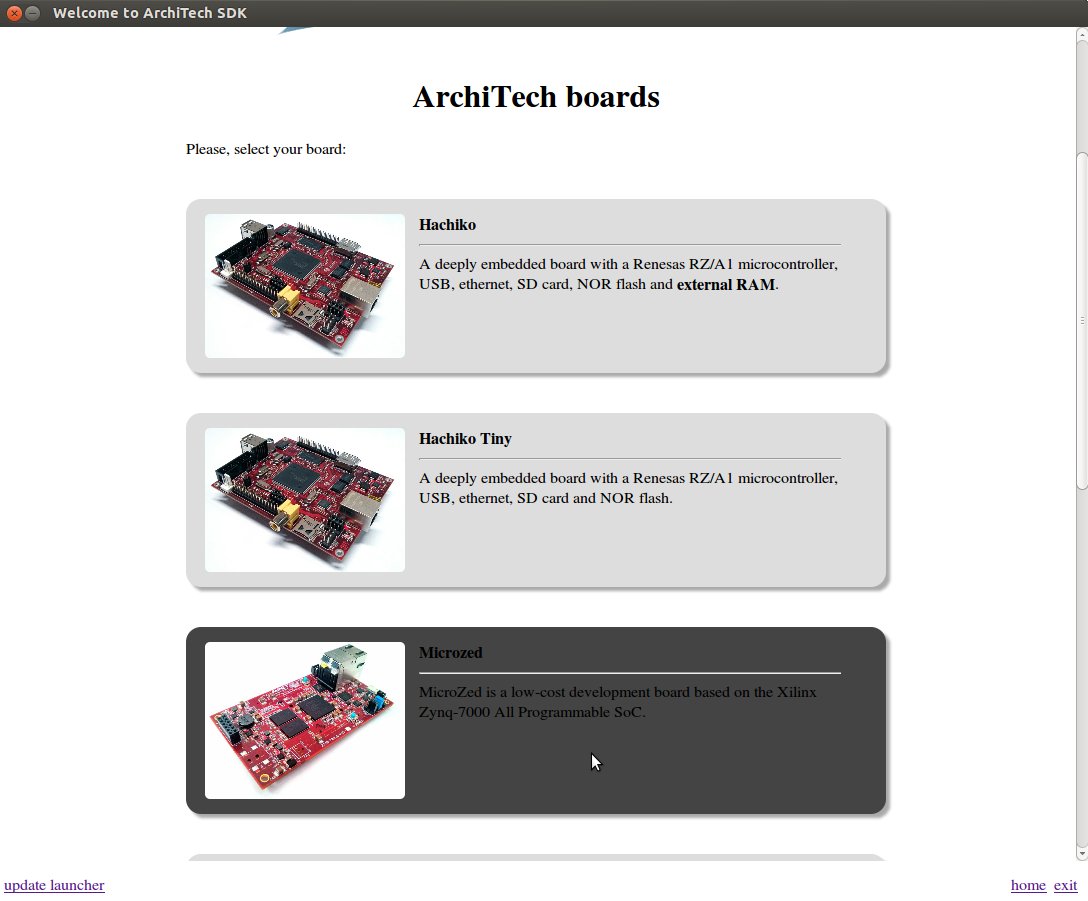 Welcome to ArchiTech SDK
ArchiTech boards
Please, select your board:
Hachiko
A deeply embedded board with a Renesas RZ/A1 microcontroller,
USB, ethernet, SD card, NOR flash and external RAM.
Hachiko Tiny
A deeply embedded board with a Renesas RZ/A1 microcontroller,
USB, ethernet, SD card and NOR flash.
Microzed
MicroZed is a low-cost development board based on the Xilinx
Zynq-7000 All Programmable SoC.
update launcher
home exit